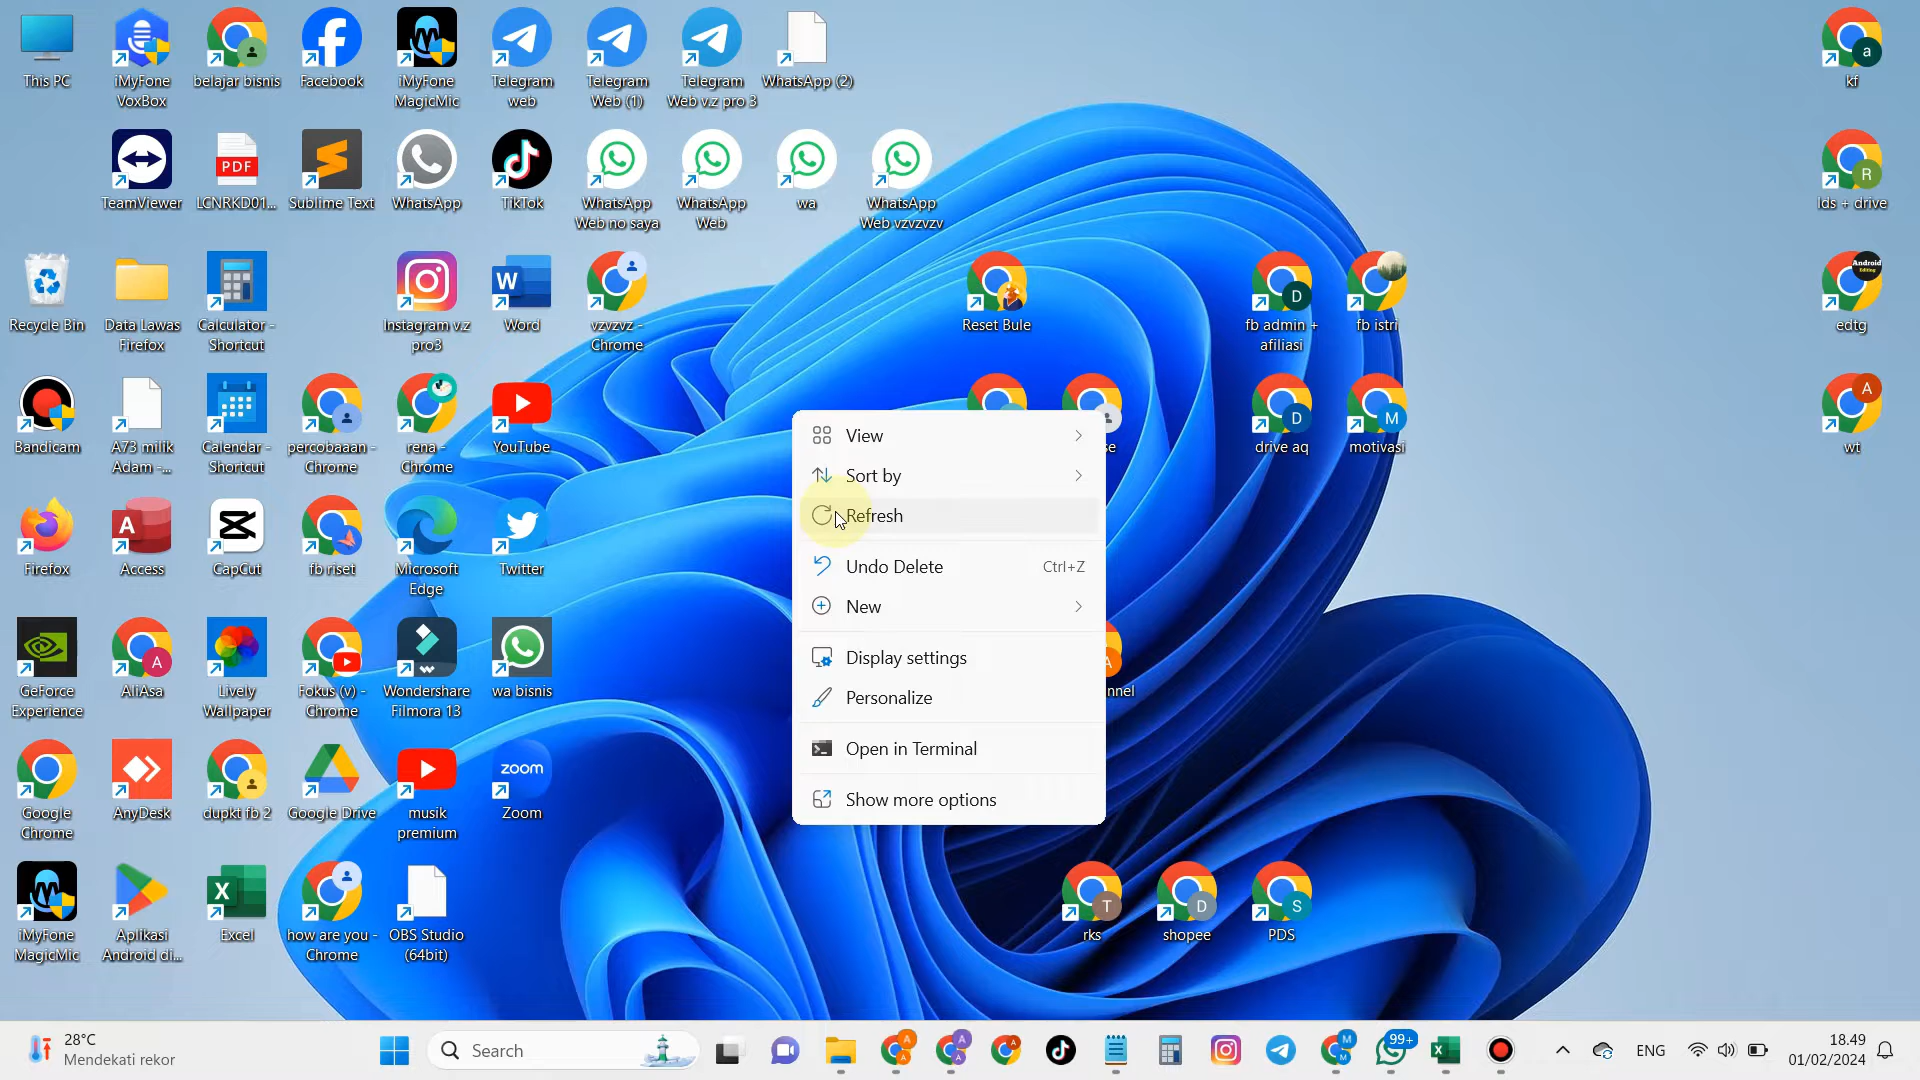 This PC
iMyFone
VoxBox
belajar bisnis
Facebook
iMyFone
MagicMic
Telegram
web
Telegram
Web (1)
Telegram
Web v.z pro 3
WhatsApp (2)
a
kf
TeamViewer
PDF
LCNRKD01...
Sublime Text
WhatsApp
TikTok
WhatsApp
Web no saya
WhatsApp
Web
wa
WhatsApp
Web vzvzvzv
R
lds + drive
Recycle Bin
Data Lawas
Firefox
Calculator -
Shortcut
Instagram v.z
pro3
W
Word
vzvzvz -
Chrome
Reset Bule
D
fb admin +
afiliasi
fb istri
Android
Editing
edtg
Bandicam
A73 milik
Adam -...
Calendar -
Shortcut
percobaaan -
Chrome
rena -
Chrome
YouTube
se
D
drive aq
M
motivasi
A
wt
View
Sort by
Refresh
Undo Delete Ctrl+Z
New
Display settings
Personalize
Open in Terminal
Show more options
Firefox
A
Access
CapCut
fb riset
Microsoft
Edge
Twitter
GeForce
Experience
A
AliAsa
Lively
Wallpaper
Fokus (v) -
Chrome
Wondershare
Filmora 13
wa bisnis
A
nnel
Google
Chrome
AnyDesk
dupkt fb 2
Google Drive
musik
premium
zoom
Zoom
iMyFone
MagicMic
Aplikasi
Android di...
X
Excel
how are you -
Chrome
OBS Studio
(64bit)
T
rks
D
shopee
S
PDS
28°C
Mendekati rekor
Search
A
A
A
A
A
M
M
99+
X
ENG
18.49
01/02/2024